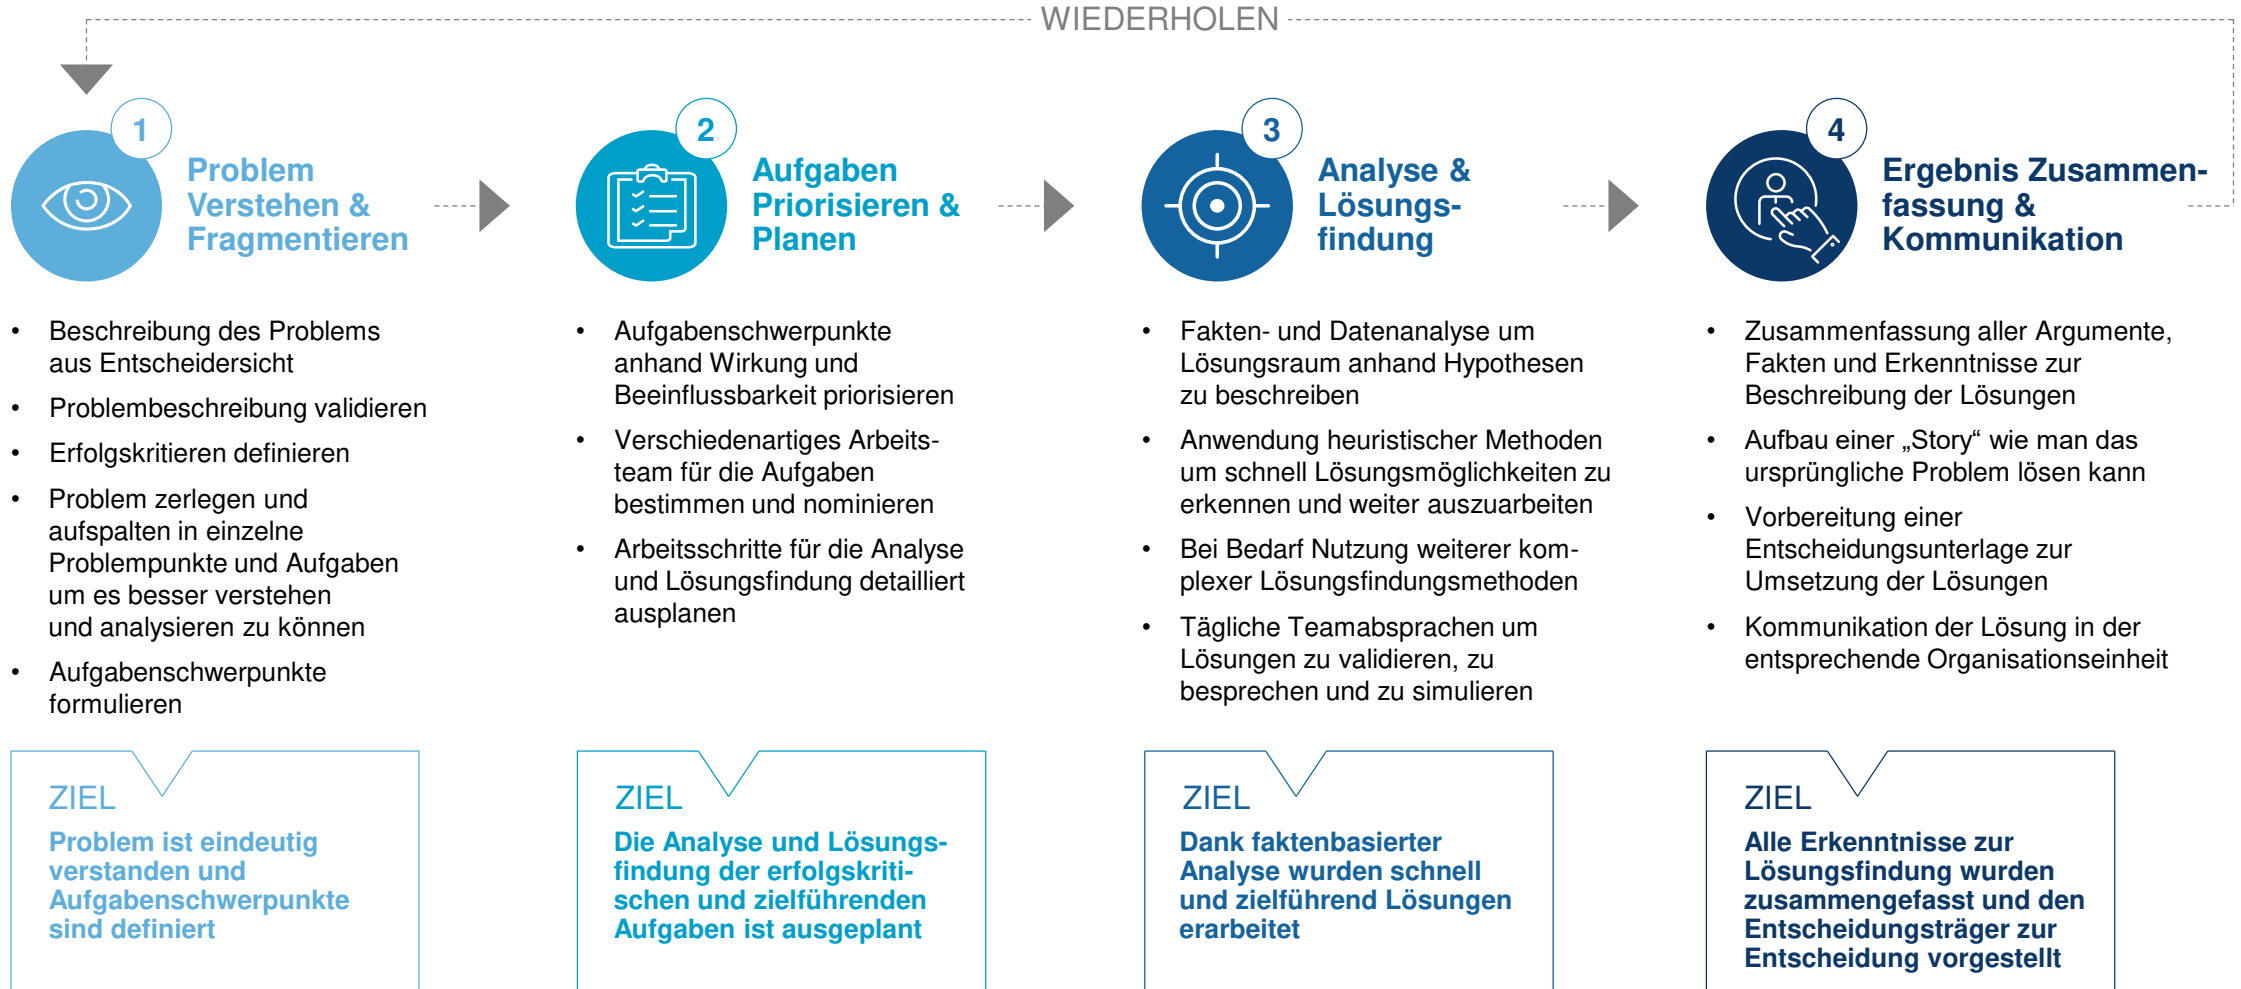 WIEDERHOLEN
1
Problem
Verstehen &
Fragmentieren
• Beschreibung des Problems
aus Entscheidersicht
• Problembeschreibung validieren
• Erfolgskritieren definieren
• Problem zerlegen und
aufspalten in einzelne
Problempunkte und Aufgaben
um es besser verstehen
und analysieren zu können
• Aufgabenschwerpunkte
formulieren
ZIEL
Problem ist eindeutig
verstanden und
Aufgabenschwerpunkte
sind definiert
2
Aufgaben
Priorisieren &
Planen
• Aufgabenschwerpunkte
anhand Wirkung und
Beeinflussbarkeit priorisieren
• Verschiedenartiges Arbeits-
team für die Aufgaben
bestimmen und nominieren
• Arbeitsschritte für die Analyse
und Lösungsfindung detailliert
ausplanen
ZIEL
Die Analyse und Lösungs-
findung der erfolgskriti-
schen und zielführenden
Aufgaben ist ausgeplant
3
Analyse &
Lösungs-
findung
• Fakten- und Datenanalyse um
Lösungsraum anhand Hypothesen
zu beschreiben
• Anwendung heuristischer Methoden
um schnell Lösungsmöglichkeiten zu
erkennen und weiter auszuarbeiten
• Bei Bedarf Nutzung weiterer kom-
plexer Lösungsfindungsmethoden
• Tägliche Teamabsprachen um
Lösungen zu validieren, zu
besprechen und zu simulieren
ZIEL
Dank faktenbasierter
Analyse wurden schnell
und zielführend Lösungen
erarbeitet
4
Ergebnis Zusammen-
fassung &
Kommunikation
• Zusammenfassung aller Argumente,
Fakten und Erkenntnisse zur
Beschreibung der Lösungen
• Aufbau einer „Story“ wie man das
ursprüngliche Problem lösen kann
• Vorbereitung einer
Entscheidungsunterlage zur
Umsetzung der Lösungen
• Kommunikation der Lösung in der
entsprechende Organisationseinheit
ZIEL
Alle Erkenntnisse zur
Lösungsfindung wurden
zusammengefasst und den
Entscheidungsträger zur
Entscheidung vorgestellt